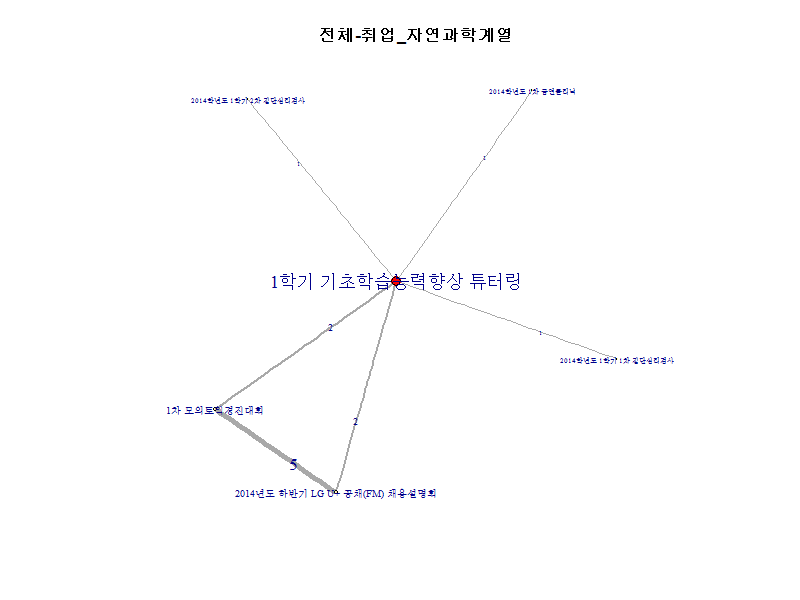 전체-취업_자연과학계열
2014학년도 1학기 2차 집단심리검사
2014학년도 1차 금연클리닉
1
1
1학기 기초학습능력향상 튜터링
2
1
2014학년도 1학기 1차 집단심리검사
1차 모의토익경진대회
2
5
2014년도 하반기 LG U+ 공채(FM) 채용설명회